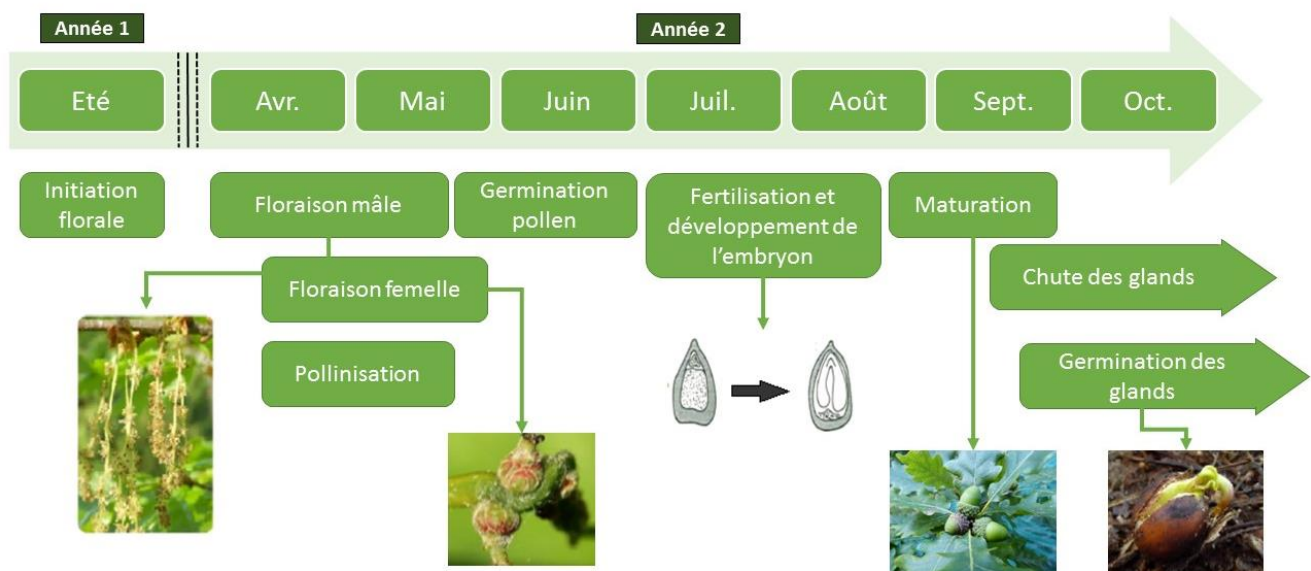 Année 1
Année 2
Eté
Avr.
Mai
Juin
Juil.
Août
Sept.
Oct.
Initiation
florale
Floraison mâle
Germination
pollen
Fertilisation et
développement de
l'embryon
Maturation
Floraison femelle
Chute des glands
Pollinisation
Germination des
glands